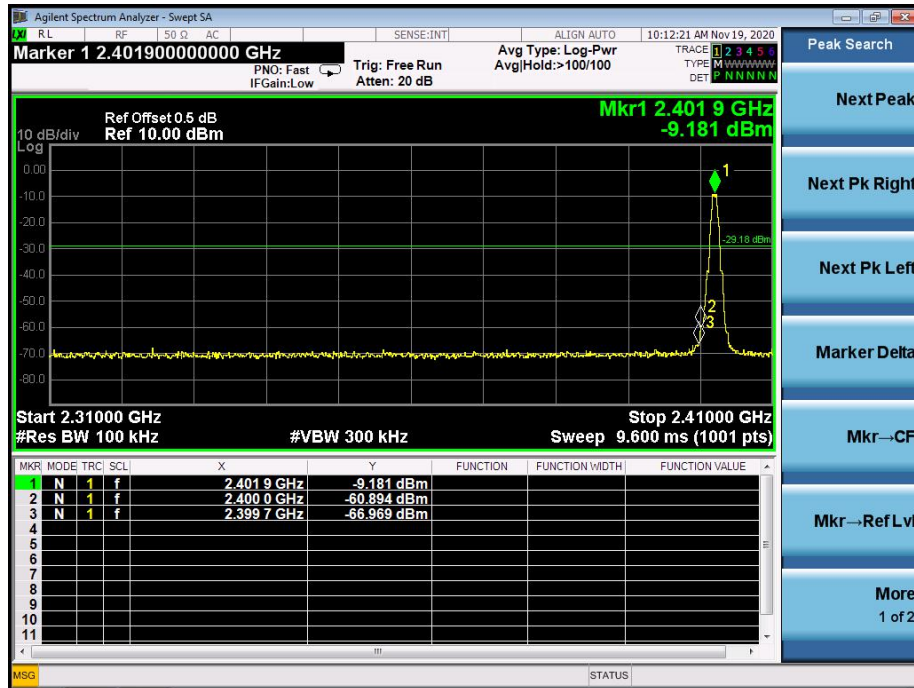 Agilent Spectrum Analyzer - Swept SA
LXI RL RF 50 Ω AC SENSE:INT ALIGN AUTO 10:12:21 AM Nov 19, 2020
Marker 1 2.401900000000 GHz
PNO: Fast
IFGain:Low
Trig: Free Run
Atten: 20 dB
Avg Type: Log-Pwr
Avg|Hold:>100/100
TRACE 1 2 3 4 5 6
TYPE M WWWWW
DET P N N N N N
Peak Search
Next Peak
Next Pk Right
Next Pk Left
Marker Delta
Mkr→CF
Mkr→Ref Lvl
More
1 of 2
Mkr1 2.401 9 GHz
-9.181 dBm
Ref Offset 0.5 dB
10 dB/div Ref 10.00 dBm
Log
0.00
-10.0
-20.0
-30.0
-40.0
-50.0
-60.0
-70.0
-80.0
1
-29.18 dBm
2
3
Start 2.31000 GHz Stop 2.41000 GHz
#Res BW 100 kHz #VBW 300 kHz Sweep 9.600 ms (1001 pts)
MKR MODE TRC SCL X Y FUNCTION FUNCTION WIDTH FUNCTION VALUE
1 N 1 f 2.401 9 GHz -9.181 dBm
2 N 1 f 2.400 0 GHz -60.894 dBm
3 N 1 f 2.399 7 GHz -66.969 dBm
4
5
6
7
8
9
10
11
MSG STATUS